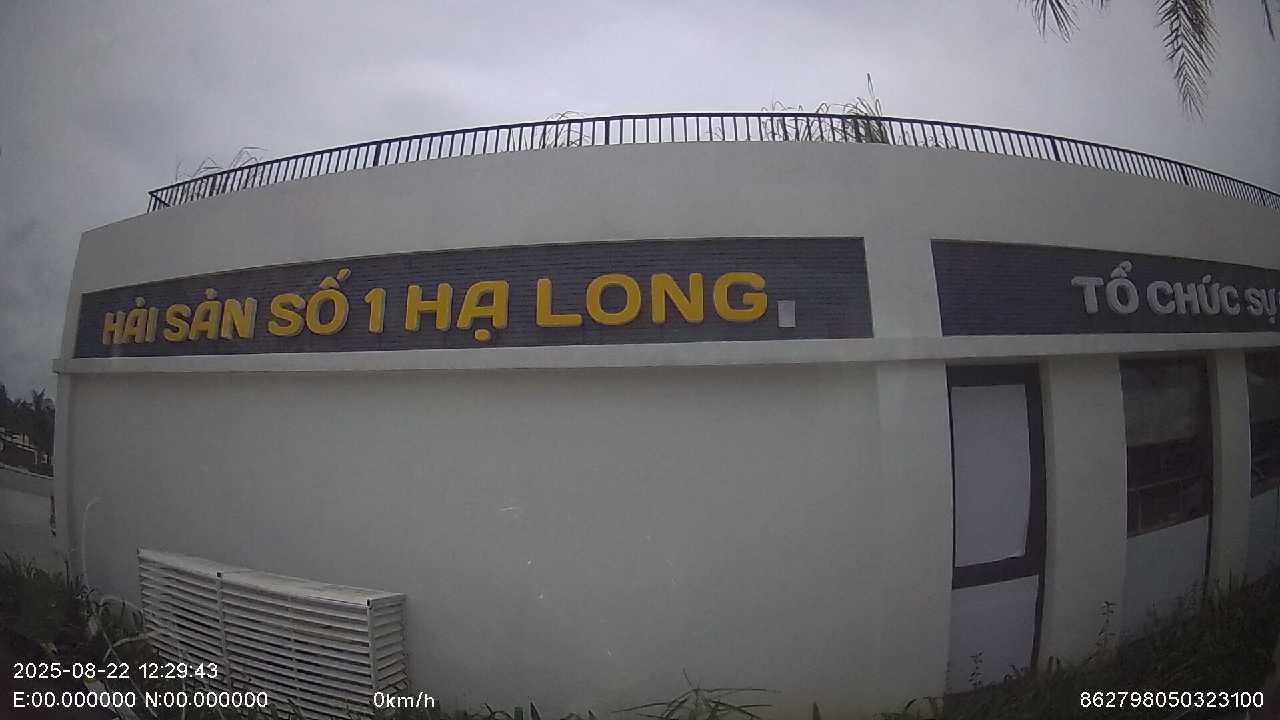 HẢI SẢN SỐ 1 HẠ LONG
TỔ CHỨC SỰ
2025-08-22 12:29:43
E:00.000000 N:00.000000 0km/h 862798050323100